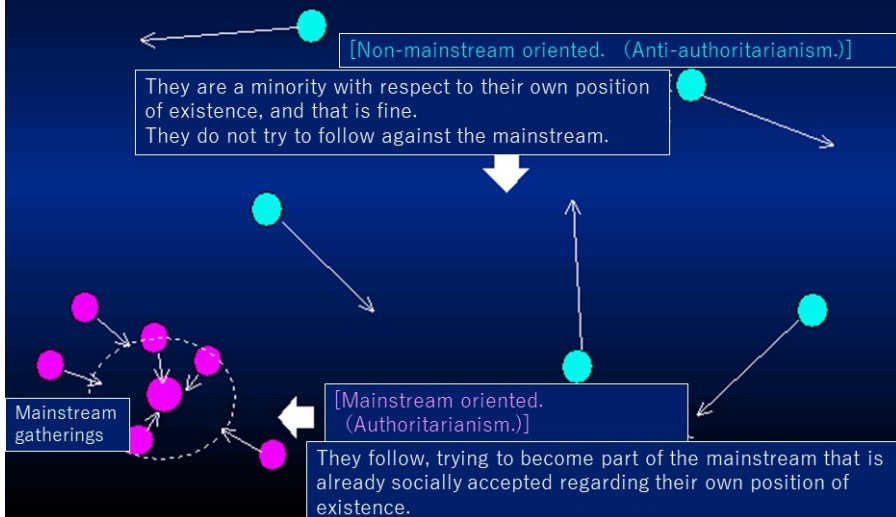 [Non-mainstream oriented. （Anti-authoritarianism.)]
They are a minority with respect to their own position
of existence, and that is fine.
They do not try to follow against the mainstream.
Mainstream
gatherings
[Mainstream oriented.
（Authoritarianism.)]
They follow, trying to become part of the mainstream that is
already socially accepted regarding their own position of
existence.